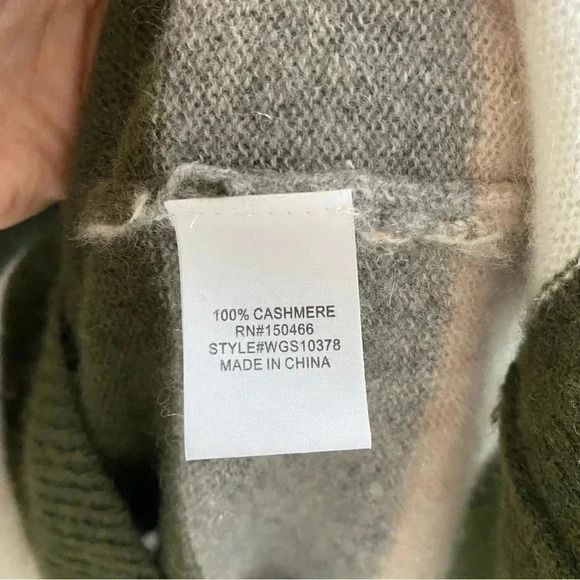 100% CASHMERE
RN#150466
STYLE#WGS10378
MADE IN CHINA